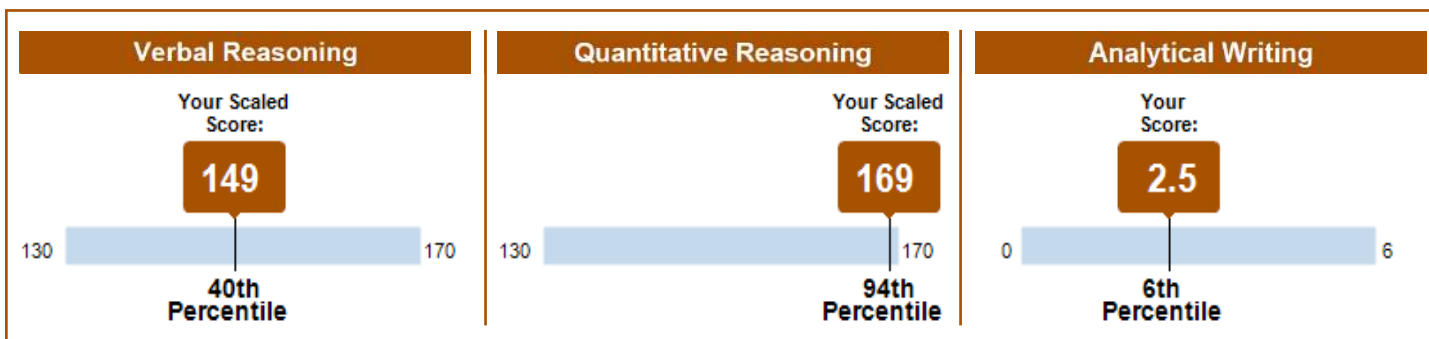 Verbal Reasoning
Your Scaled
Score:
149
130
170
40th
Percentile
Quantitative Reasoning
Your Scaled
Score:
169
130
170
94th
Percentile
Analytical Writing
Your
Score:
2.5
0
6
6th
Percentile